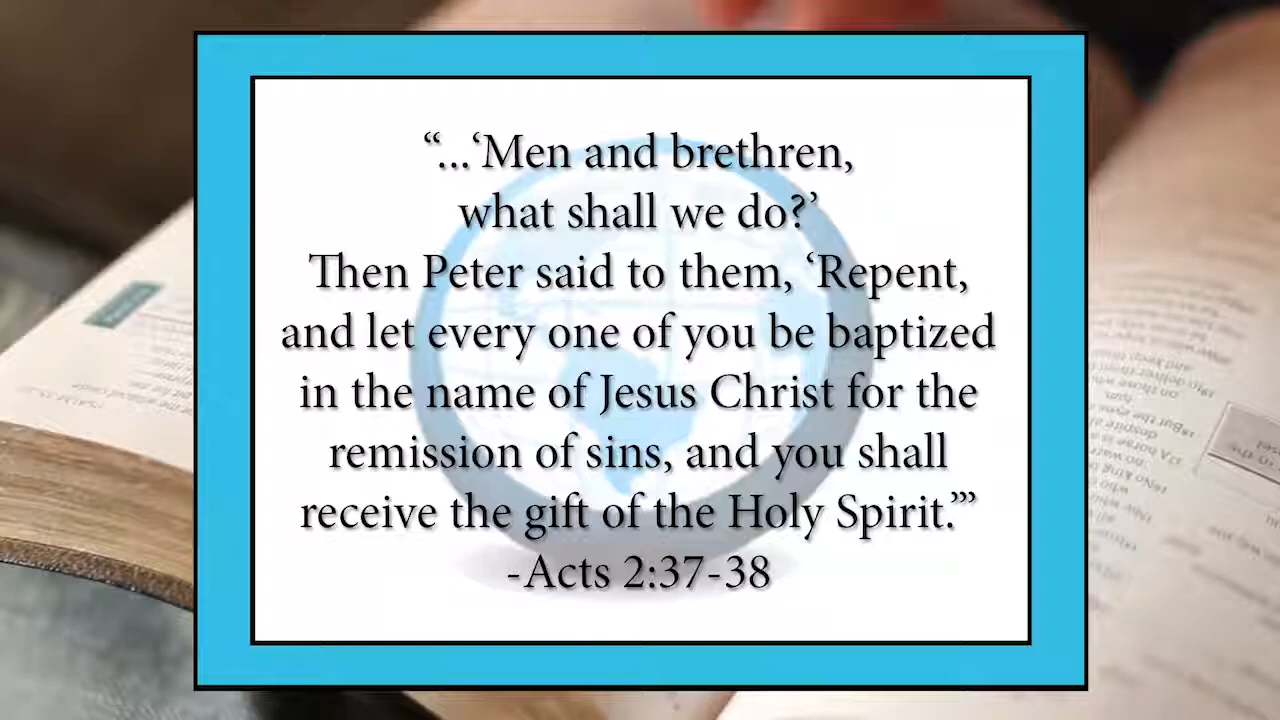 “...‘Men and brethren,
what shall we do?’
Then Peter said to them, ‘Repent,
and let every one of you be baptized
in the name of Jesus Christ for the
remission of sins, and you shall
receive the gift of the Holy Spirit.’”
-Acts 2:37-38